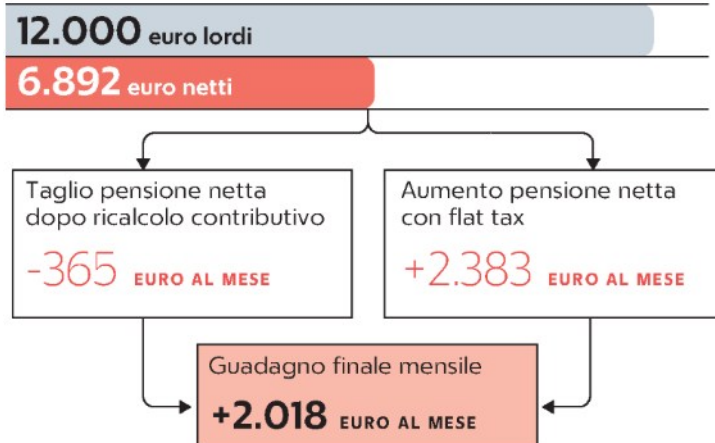 12.000 euro lordi
6.892 euro netti
Taglio pensione netta
dopo ricalcolo contributivo
-365 EURO AL MESE
Aumento pensione netta
con flat tax
+2.383 EURO AL MESE
Guadagno finale mensile
+2.018 EURO AL MESE